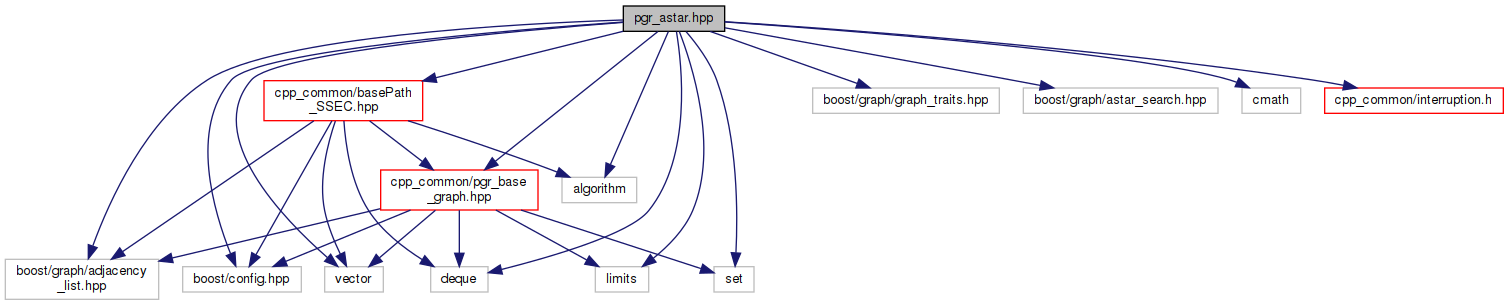 pgr_astar.hpp
cpp_common/basePath
_SSEC.hpp
boost/graph/graph_traits.hpp
boost/graph/astar_search.hpp
cmath
cpp_common/interruption.h
cpp_common/pgr_base
_graph.hpp
algorithm
boost/graph/adjacency
_list.hpp
boost/config.hpp
vector
deque
limits
set